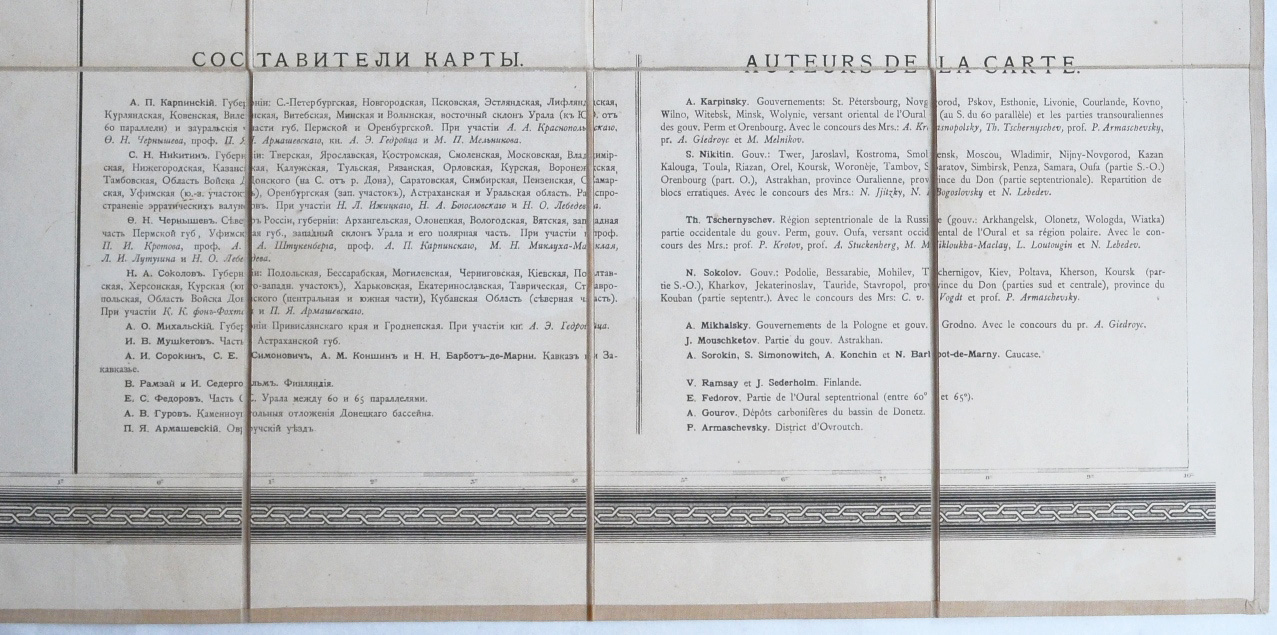 СОСТАВИТЕЛИ КАРТЫ.
А. П. Карпинскій. Губерніи: С.-Петербургская, Новгородская, Псковская, Эстляндская, Лифляндская,
Курляндская, Ковенская, Виленская, Витебская, Минская и Волынская, восточный склонъ Урала (къ Ю. отъ
60 параллели) и зауральскія части губ. Пермской и Оренбургской. При участіи А. А. Краснопольскаго,
Ѳ. Н. Чернышева, проф. П. Я. Армашевскаго, кн. А. Э. Гедройца и М. П. Мельникова.
С. Н. Никитинъ. Губерніи: Тверская, Ярославская, Костромская, Смоленская, Московская, Владимір-
ская, Нижегородская, Казанская, Калужская, Тульская, Рязанская, Орловская, Курская, Воронежская,
Тамбовская, Область Войска Донского (на С. отъ р. Дона), Саратовская, Симбирская, Пензенская, Самар-
ская, Уфимская (ю.-з. участокъ), Оренбургская (зап. участокъ), Астраханская и Уральская область. Распро-
страненіе эрратическихъ валуновъ. При участіи Н. Л. Ижицкаго, Н. А. Богословскаго и Н. О. Лебедева.
Ѳ. Н. Чернышевъ. Сѣверъ Россіи, губерніи: Архангельская, Олонецкая, Вологодская, Вятская, западная
часть Пермской губ., Уфимская губ., западный склонъ Урала и его полярная часть. При участіи проф.
П. И. Кротова, проф. А. А. Штукенберга, проф. А. П. Карпинскаго, М. Н. Миклуха-Маклая,
Л. И. Лутугина и Н. О. Лебедева.
Н. А. Соколовъ. Губерніи: Подольская, Бессарабская, Могилевская, Черниговская, Кіевская, Полтав-
ская, Херсонская, Курская (юго-западн. участокъ), Харьковская, Екатеринославская, Таврическая, Ставро-
польская, Область Войска Донского (центральная и южная части), Кубанская Область (сѣверная часть).
При участіи К. К. фонъ-Фохта и П. Я. Армашевскаго.
А. О. Михальскій. Губерніи Привислянскаго края и Гродненская. При участіи кн. А. Э. Гедройца.
И. В. Мушкетовъ. Часть Астраханской губ.
А. И. Сорокинъ, С. Е. Симоновичъ, А. М. Коншинъ и Н. Н. Барботъ-де-Марни. Кавказъ и За-
кавказье.
В. Рамзай и И. Седергольмъ. Финляндія.
Е. С. Федоровъ. Часть С. Урала между 60 и 65 параллелями.
А. В. Гуровъ. Каменноугольныя отложенія Донецкаго бассейна.
П. Я. Армашевскій. Овручскій уѣздъ.
AUTEURS DE LA CARTE.
A. Karpinsky. Gouvernements: St. Pétersbourg, Novgorod, Pskov, Esthonie, Livonie, Courlande, Kovno,
Wilno, Witebsk, Minsk, Wolynie, versant oriental de l'Oural (au S. du 60 parallèle) et les parties transouraliennes
des gouv. Perm et Orenbourg. Avec le concours des Mrs.: A. Krasnopolsky, Th. Tschernyschev, prof. P. Armaschevsky,
pr. A. Giedroyc et M. Melnikov.
S. Nikitin. Gouv.: Twer, Jaroslavl, Kostroma, Smolensk, Moscou, Wladimir, Nijny-Novgorod, Kazan
Kalouga, Toula, Riazan, Orel, Koursk, Woronèje, Tambov, Saratov, Simbirsk, Penza, Samara, Oufa (partie S.-O.)
Orenbourg (part. O.), Astrakhan, province Ouralienne, province du Don (partie septentrionale). Repartition de
blocs erratiques. Avec le concours des Mrs.: N. Jjitzky, N. Bogoslovsky et N. Lebedev.
Th. Tschernyschev. Région septentrionale de la Russie (gouv.: Arkhangelsk, Olonetz, Wologda, Wiatka)
partie occidentale du gouv. Perm, gouv. Oufa, versant occidental de l'Oural et sa région polaire. Avec le con-
cours des Mrs.: prof. P. Krotov, prof. A. Stuckenberg, M. Mikloukba-Maclay, L. Loutougin et N. Lebedev.
N. Sokolov. Gouv.: Podolie, Bessarabie, Mohilev, Tschernigov, Kiev, Poltava, Kherson, Koursk (par-
tie S.-O.), Kharkov, Jekaterinoslav, Tauride, Stavropol, province du Don (parties sud et centrale), province du
Kouban (partie septentr.). Avec le concours des Mrs: C. v. Vogdt et prof. P. Armaschevsky.
A. Mikhalsky. Gouvernements de la Pologne et gouv. Grodno. Avec le concours du pr. A. Giedroyc.
J. Mouschketov. Partie du gouv. Astrakhan.
A. Sorokin, S. Simonowitch, A. Konchin et N. Barbot-de-Marny. Caucase.
V. Ramsay et J. Sederholm. Finlande.
E. Fedorov. Partie de l'Oural septentrional (entre 60° et 65°).
A. Gourov. Dépôts carbonifères du bassin de Donetz.
P. Armaschevsky. District d'Ovroutch.